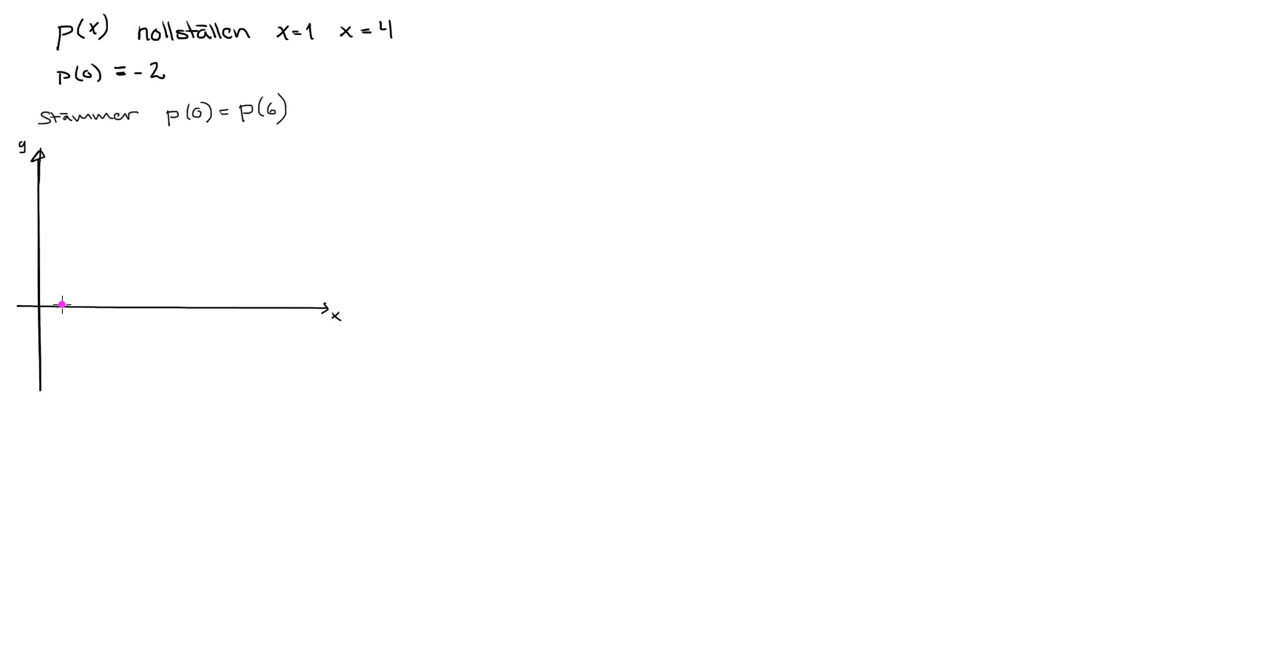 p(x) nollställen x=1 x=4
p(0) = -2
Stämmer p(0) = p(6)
y
x